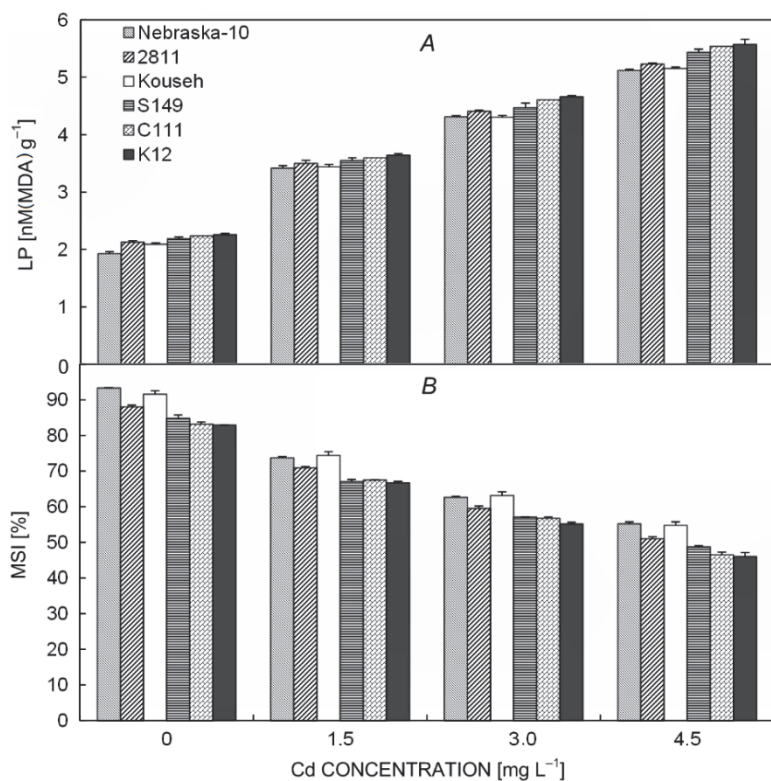 6
5
4
3
2
1
0
LP [nM(MDA) g⁻¹]
Nebraska-10
2811
Kouseh
S149
C111
K12
A
90
80
70
60
50
40
30
20
10
0
MSI [%]
B
0 1.5 3.0 4.5
Cd CONCENTRATION [mg L⁻¹]